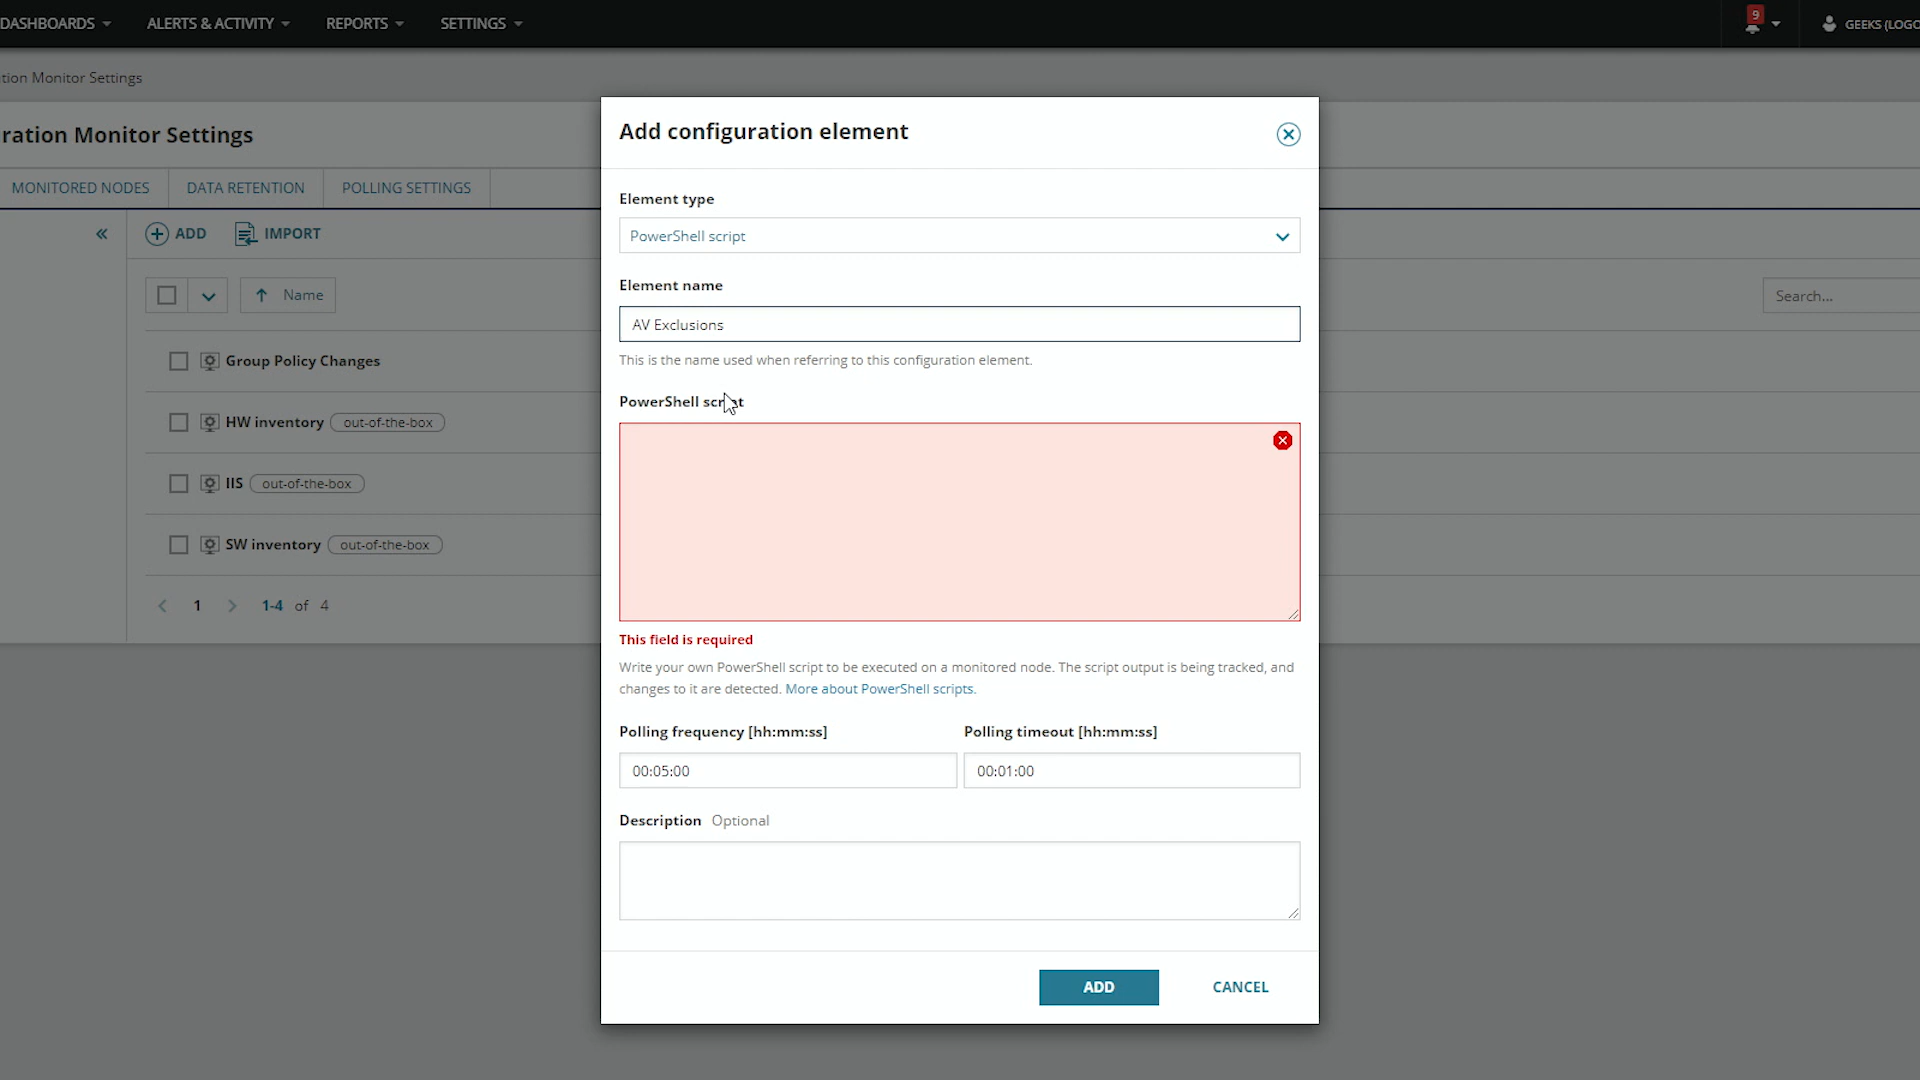 DASHBOARDS ALERTS & ACTIVITY REPORTS SETTINGS 9 GEEKS (LOGO
tion Monitor Settings
ration Monitor Settings
MONITORED NODES DATA RETENTION POLLING SETTINGS
ADD IMPORT
Name Search...
Group Policy Changes
HW inventory out-of-the-box
IIS out-of-the-box
SW inventory out-of-the-box
1 1-4 of 4
Add configuration element
Element type
PowerShell script
Element name
AV Exclusions
This is the name used when referring to this configuration element.
PowerShell script
This field is required
Write your own PowerShell script to be executed on a monitored node. The script output is being tracked, and
changes to it are detected. More about PowerShell scripts.
Polling frequency [hh:mm:ss] Polling timeout [hh:mm:ss]
00:05:00 00:01:00
Description Optional
ADD CANCEL